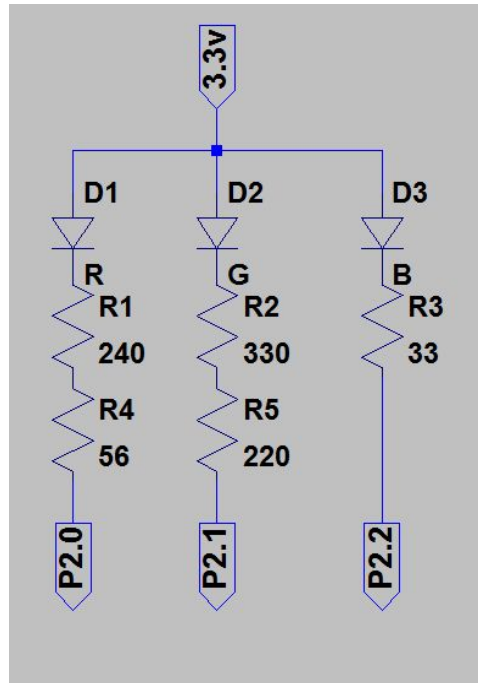 3.3v
D1 D2 D3
R G B
R1 R2 R3
240 330 33
R4 R5
56 220
P2.0 P2.1 P2.2